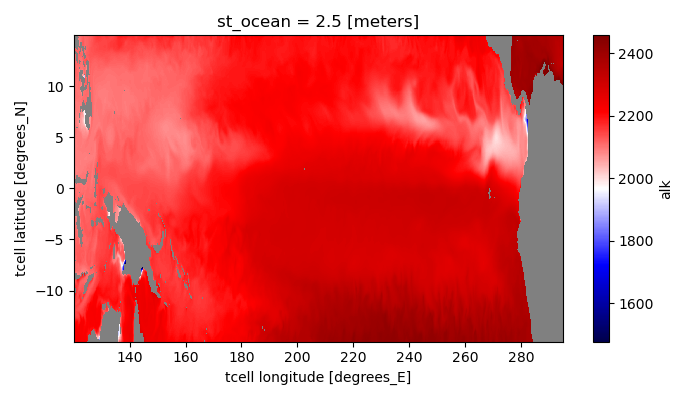 st_ocean = 2.5 [meters]
tcell latitude [degrees_N]
10
5
0
−5
−10
140 160 180 200 220 240 260 280
tcell longitude [degrees_E]
2400
2200
2000
1800
1600
alk